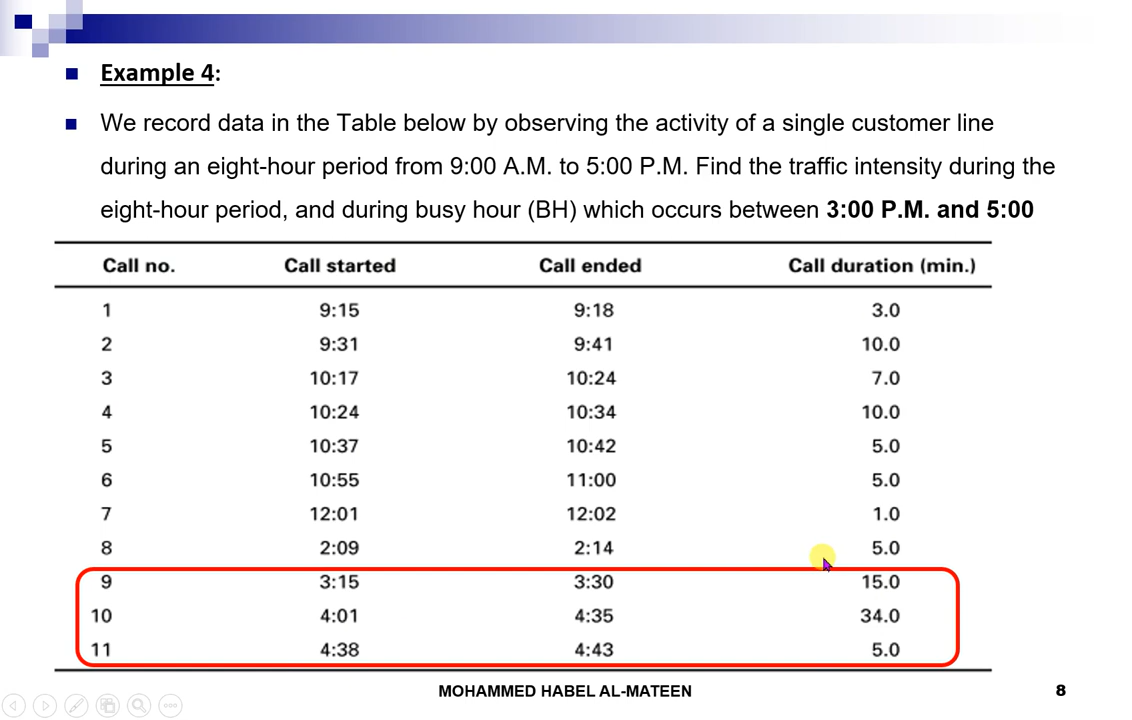 Example 4:
We record data in the Table below by observing the activity of a single customer line
during an eight-hour period from 9:00 A.M. to 5:00 P.M. Find the traffic intensity during the
eight-hour period, and during busy hour (BH) which occurs between 3:00 P.M. and 5:00
Call no. Call started Call ended Call duration (min.)
1 9:15 9:18 3.0
2 9:31 9:41 10.0
3 10:17 10:24 7.0
4 10:24 10:34 10.0
5 10:37 10:42 5.0
6 10:55 11:00 5.0
7 12:01 12:02 1.0
8 2:09 2:14 5.0
9 3:15 3:30 15.0
10 4:01 4:35 34.0
11 4:38 4:43 5.0
MOHAMMED HABEL AL-MATEEN 8